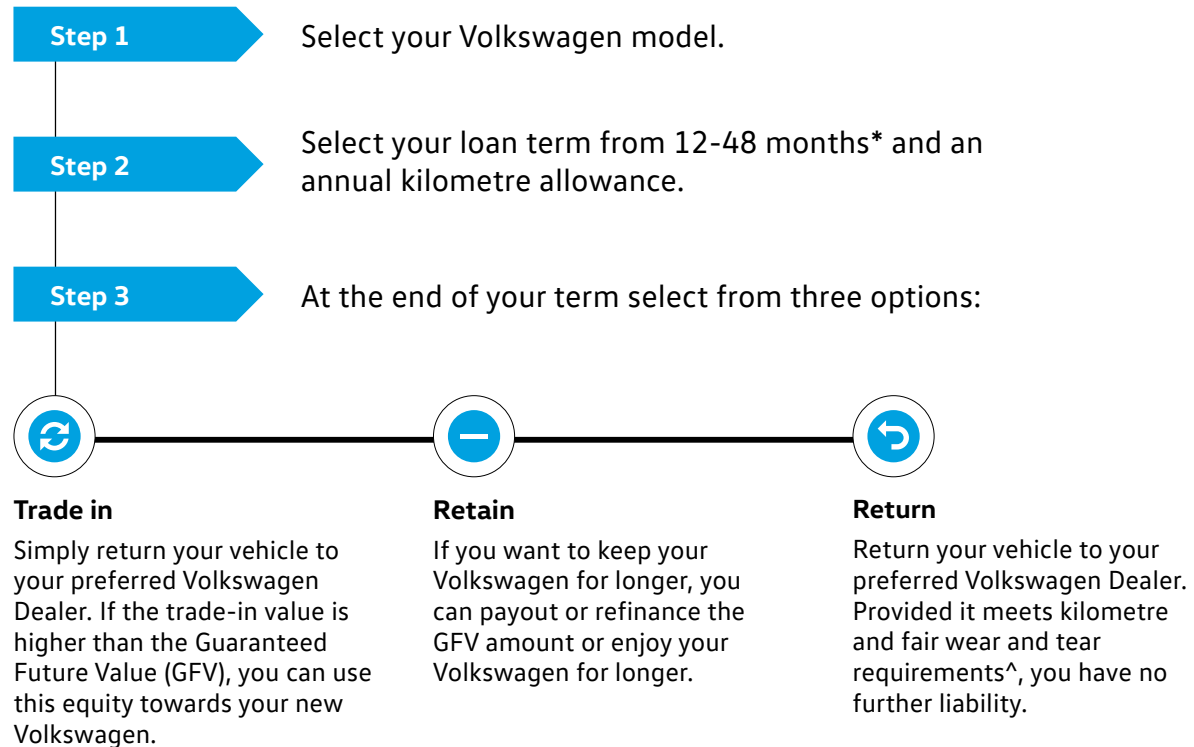 Step 1
Select your Volkswagen model.
Step 2
Select your loan term from 12-48 months* and an
annual kilometre allowance.
Step 3
At the end of your term select from three options:
Trade in
Simply return your vehicle to
your preferred Volkswagen
Dealer. If the trade-in value is
higher than the Guaranteed
Future Value (GFV), you can use
this equity towards your new
Volkswagen.
Retain
If you want to keep your
Volkswagen for longer, you
can payout or refinance the
GFV amount or enjoy your
Volkswagen for longer.
Return
Return your vehicle to your
preferred Volkswagen Dealer.
Provided it meets kilometre
and fair wear and tear
requirements^, you have no
further liability.